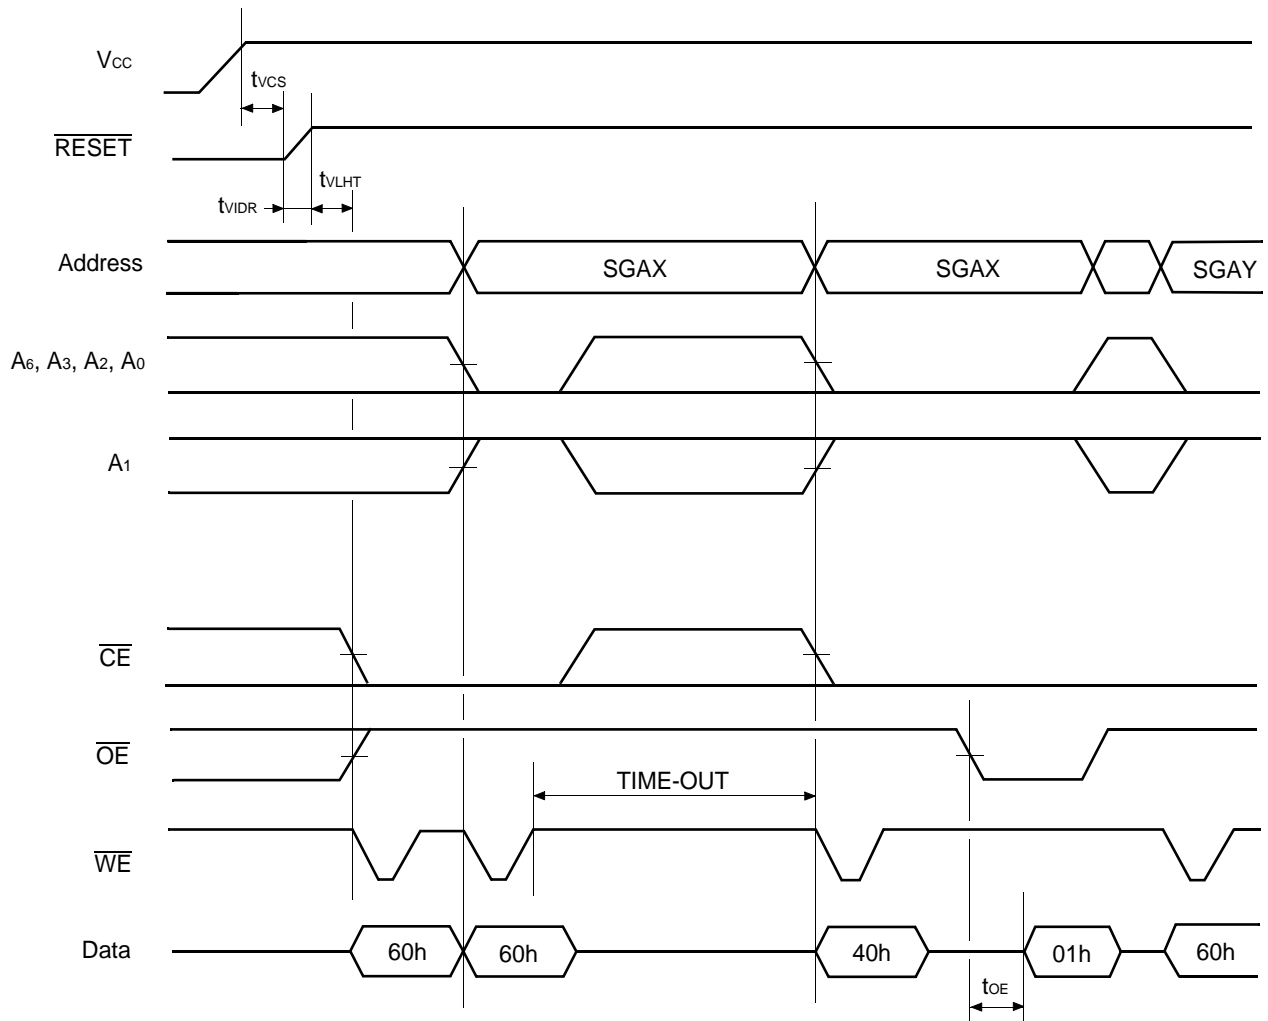 VCC
tVCS
RESET
tVLHT
tVIDR
Address
SGAX
SGAX
SGAY
A6, A3, A2, A0
A1
CE
OE
TIME-OUT
WE
Data
60h
60h
40h
01h
60h
tOE